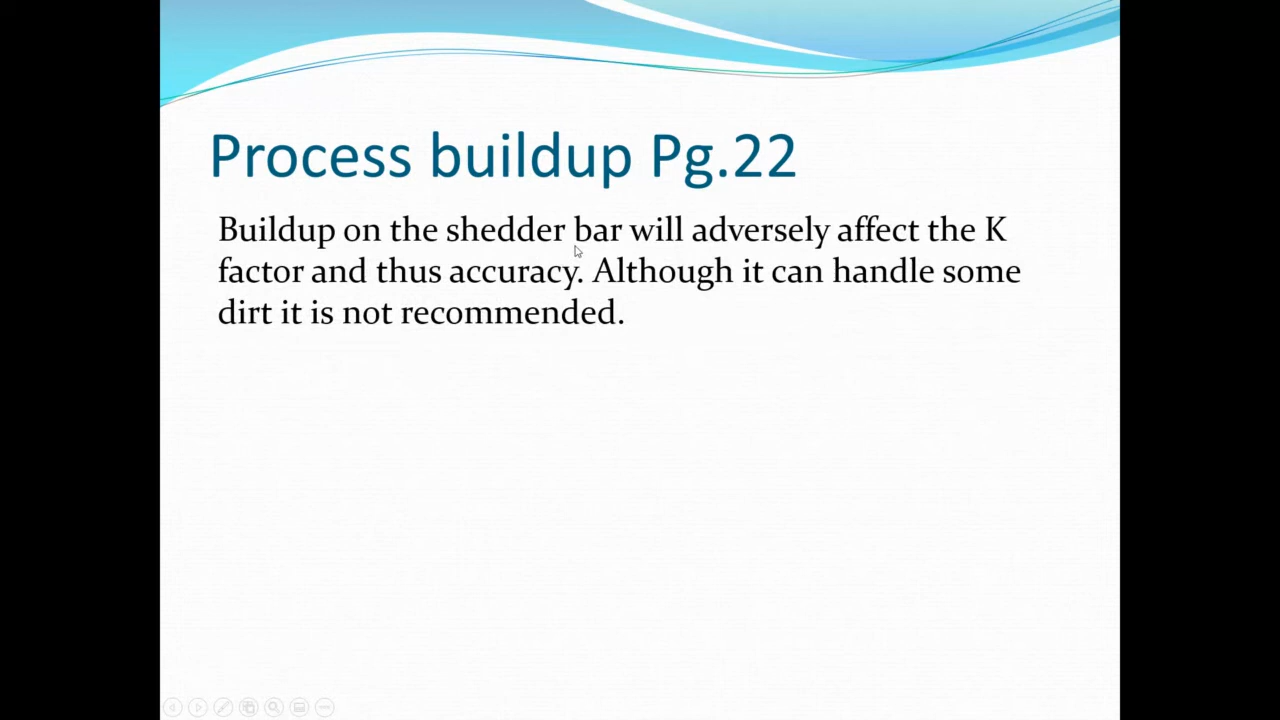 Process buildup Pg.22
Buildup on the shedder bar will adversely affect the K
factor and thus accuracy. Although it can handle some
dirt it is not recommended.